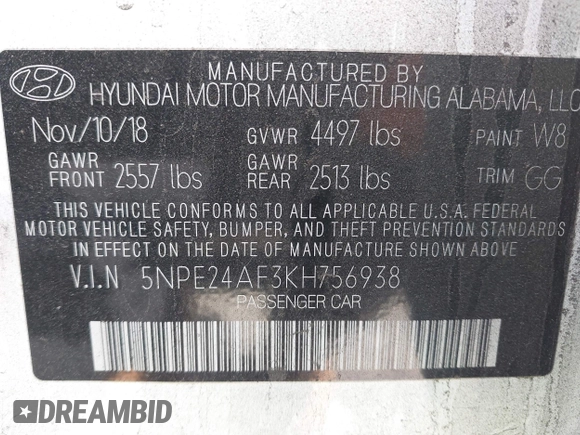 MANUFACTURED BY
HYUNDAI MOTOR MANUFACTURING ALABAMA, LLC
Nov/10/18 GVWR 4497 lbs PAINT W8
GAWR FRONT 2557 lbs GAWR REAR 2513 lbs TRIM GG
THIS VEHICLE CONFORMS TO ALL APPLICABLE U.S.A. FEDERAL
MOTOR VEHICLE SAFETY, BUMPER, AND THEFT PREVENTION STANDARDS
IN EFFECT ON THE DATE OF MANUFACTURE SHOWN ABOVE
V.I.N 5NPE24AF3KH756938
PASSENGER CAR
DREAMBID